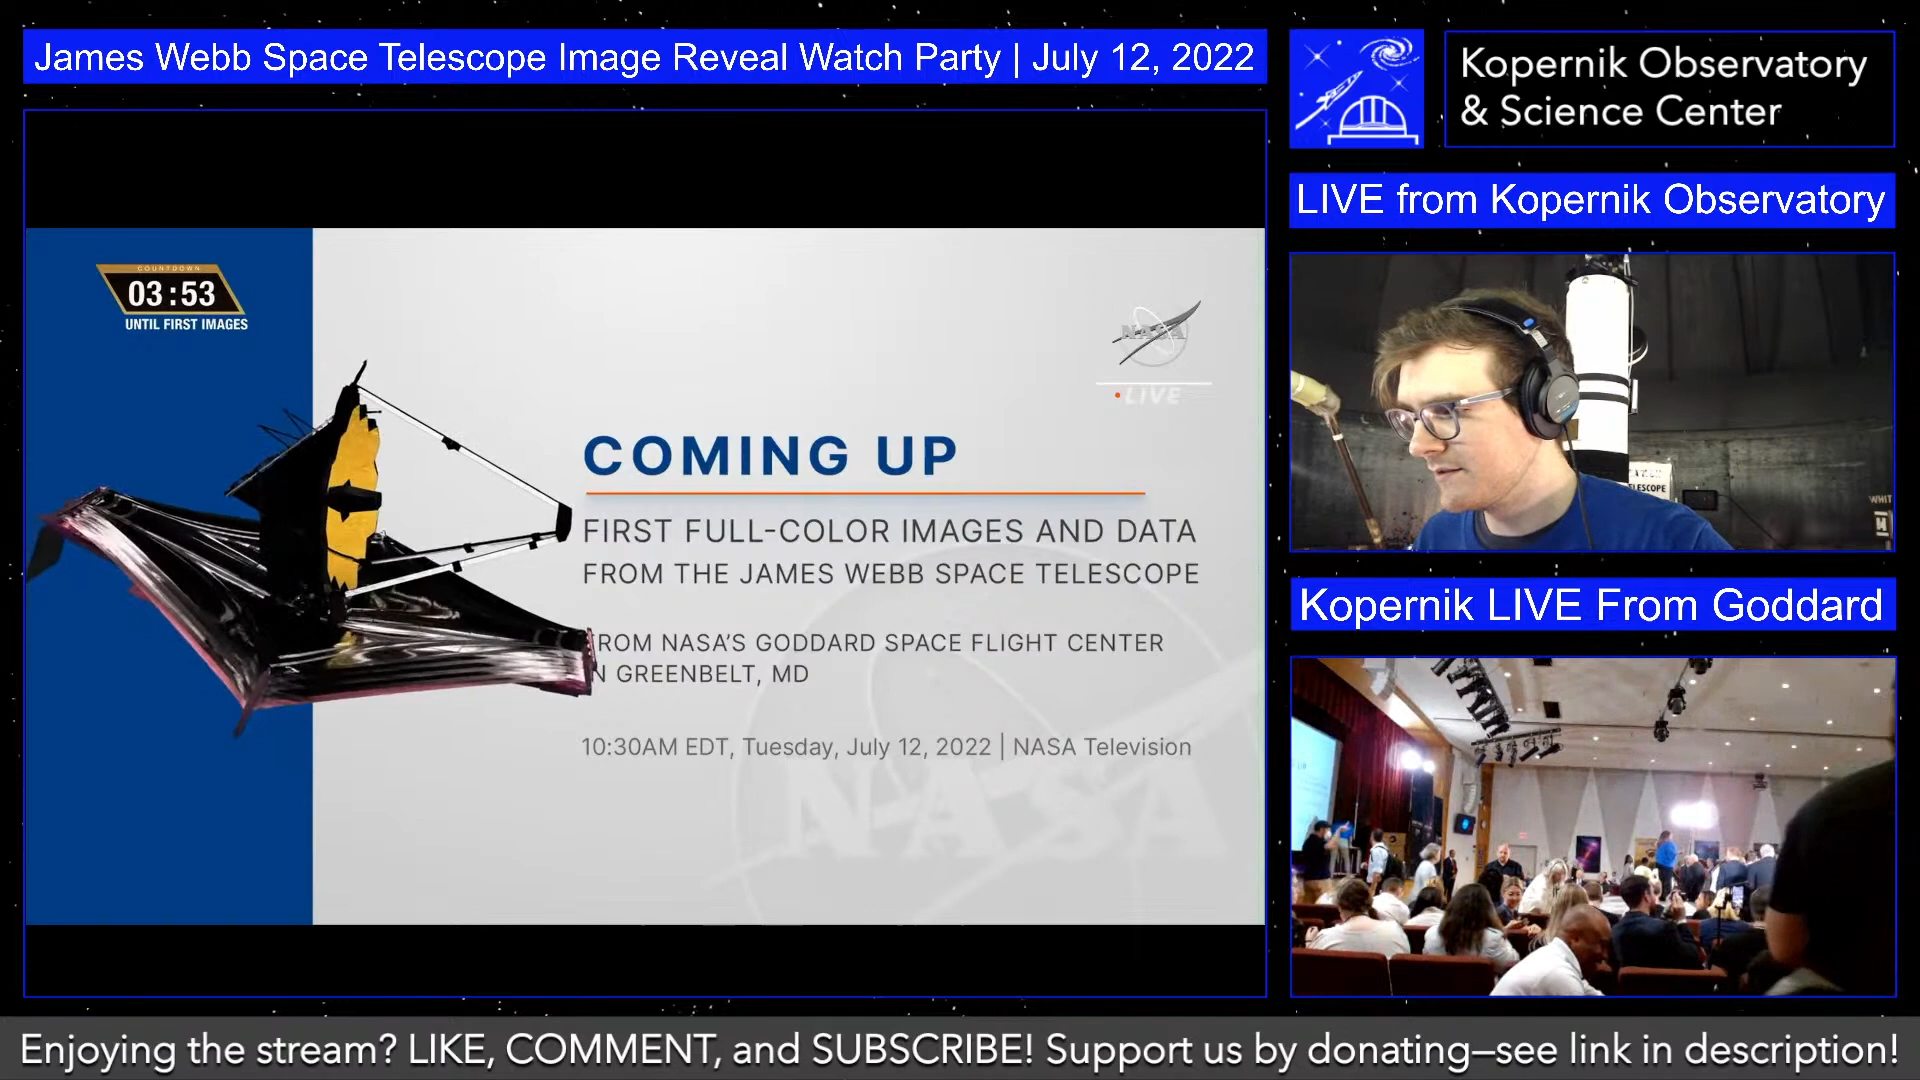 James Webb Space Telescope Image Reveal Watch Party | July 12, 2022
Kopernik Observatory
& Science Center
LIVE from Kopernik Observatory
COUNTDOWN
03:53
UNTIL FIRST IMAGES
NASA
LIVE
COMING UP
FIRST FULL-COLOR IMAGES AND DATA
FROM THE JAMES WEBB SPACE TELESCOPE
ROM NASA'S GODDARD SPACE FLIGHT CENTER
N GREENBELT, MD
10:30AM EDT, Tuesday, July 12, 2022 | NASA Television
NASA
TELESCOPE
WHIT
Kopernik LIVE From Goddard
Enjoying the stream? LIKE, COMMENT, and SUBSCRIBE! Support us by donating—see link in description!